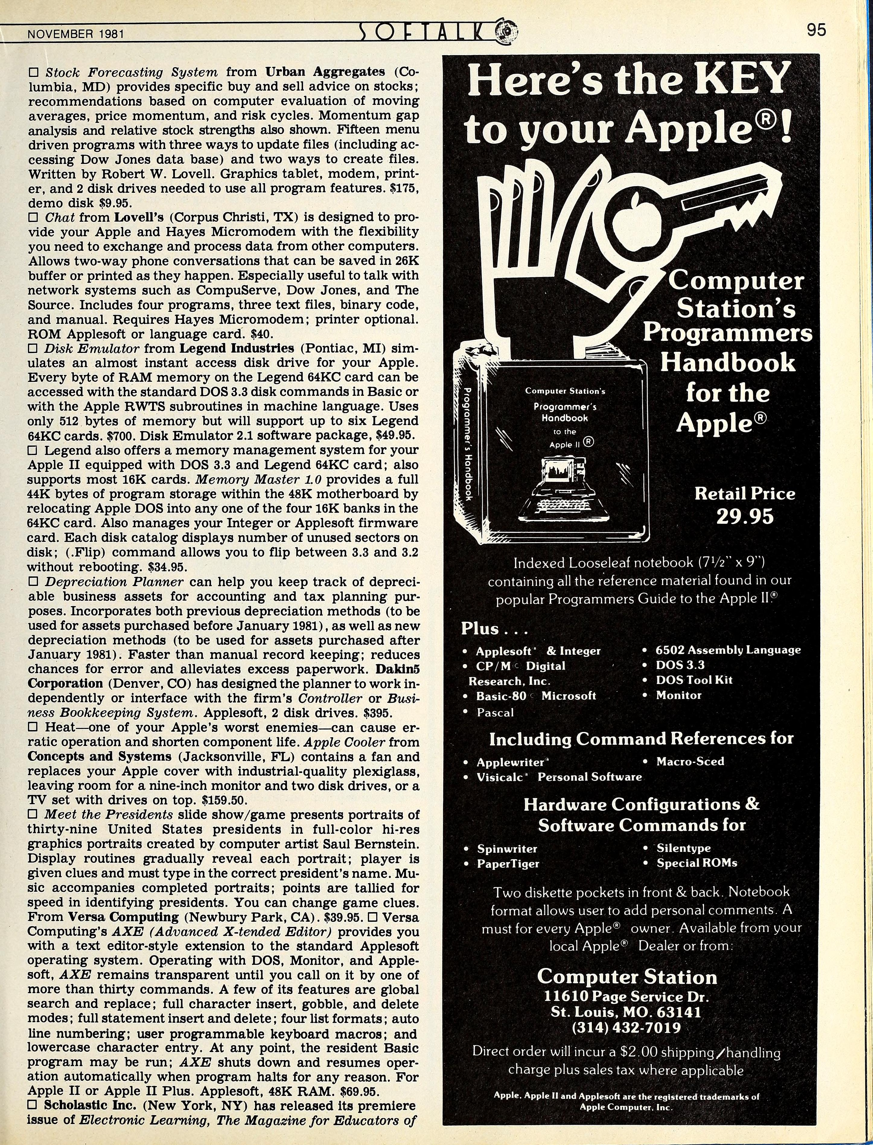 NOVEMBER 1981
SOFTALK
95
□ Stock Forecasting System from Urban Aggregates (Co-
lumbia, MD) provides specific buy and sell advice on stocks;
recommendations based on computer evaluation of moving
averages, price momentum, and risk cycles. Momentum gap
analysis and relative stock strengths also shown. Fifteen menu
driven programs with three ways to update files (including ac-
cessing Dow Jones data base) and two ways to create files.
Written by Robert W. Lovell. Graphics tablet, modem, print-
er, and 2 disk drives needed to use all program features. $175,
demo disk $9.95.
□ Chat from Lovell's (Corpus Christi, TX) is designed to pro-
vide your Apple and Hayes Micromodem with the flexibility
you need to exchange and process data from other computers.
Allows two-way phone conversations that can be saved in 26K
buffer or printed as they happen. Especially useful to talk with
network systems such as CompuServe, Dow Jones, and The
Source. Includes four programs, three text files, binary code,
and manual. Requires Hayes Micromodem; printer optional.
ROM Applesoft or language card. $40.
□ Disk Emulator from Legend Industries (Pontiac, MI) sim-
ulates an almost instant access disk drive for your Apple.
Every byte of RAM memory on the Legend 64KC card can be
accessed with the standard DOS 3.3 disk commands in Basic or
with the Apple RWTS subroutines in machine language. Uses
only 512 bytes of memory but will support up to six Legend
64KC cards. $700. Disk Emulator 2.1 software package, $49.95.
□ Legend also offers a memory management system for your
Apple II equipped with DOS 3.3 and Legend 64KC card; also
supports most 16K cards. Memory Master 1.0 provides a full
44K bytes of program storage within the 48K motherboard by
relocating Apple DOS into any one of the four 16K banks in the
64KC card. Also manages your Integer or Applesoft firmware
card. Each disk catalog displays number of unused sectors on
disk; (.Flip) command allows you to flip between 3.3 and 3.2
without rebooting. $34.95.
□ Depreciation Planner can help you keep track of depreci-
able business assets for accounting and tax planning pur-
poses. Incorporates both previous depreciation methods (to be
used for assets purchased before January 1981), as well as new
depreciation methods (to be used for assets purchased after
January 1981). Faster than manual record keeping; reduces
chances for error and alleviates excess paperwork. Dakin5
Corporation (Denver, CO) has designed the planner to work in-
dependently or interface with the firm's Controller or Busi-
ness Bookkeeping System. Applesoft, 2 disk drives. $395.
□ Heat—one of your Apple's worst enemies—can cause er-
ratic operation and shorten component life. Apple Cooler from
Concepts and Systems (Jacksonville, FL) contains a fan and
replaces your Apple cover with industrial-quality plexiglass,
leaving room for a nine-inch monitor and two disk drives, or a
TV set with drives on top. $159.50.
□ Meet the Presidents slide show/game presents portraits of
thirty-nine United States presidents in full-color hi-res
graphics portraits created by computer artist Saul Bernstein.
Display routines gradually reveal each portrait; player is
given clues and must type in the correct president's name. Mu-
sic accompanies completed portraits; points are tallied for
speed in identifying presidents. You can change game clues.
From Versa Computing (Newbury Park, CA). $39.95. □ Versa
Computing's AXE (Advanced X-tended Editor) provides you
with a text editor-style extension to the standard Applesoft
operating system. Operating with DOS, Monitor, and Apple-
soft, AXE remains transparent until you call on it by one of
more than thirty commands. A few of its features are global
search and replace; full character insert, gobble, and delete
modes; full statement insert and delete; four list formats; auto
line numbering; user programmable keyboard macros; and
lowercase character entry. At any point, the resident Basic
program may be run; AXE shuts down and resumes oper-
ation automatically when program halts for any reason. For
Apple II or Apple II Plus. Applesoft, 48K RAM. $69.95.
□ Scholastic Inc. (New York, NY) has released its premiere
issue of Electronic Learning, The Magazine for Educators of
Here's the KEY
to your Apple®!
Computer
Station's
Programmers
Handbook
for the
Apple®
Programmer's Handbook
Computer Station's
Programmer's
Handbook
to the
Apple II ®
Retail Price
29.95
Indexed Looseleaf notebook (7½" x 9")
containing all the reference material found in our
popular Programmers Guide to the Apple II®
Plus . . .
• Applesoft* & Integer
• CP/M Digital
Research, Inc.
• Basic-80 Microsoft
• Pascal
• 6502 Assembly Language
• DOS 3.3
• DOS Tool Kit
• Monitor
Including Command References for
• Applewriter*
• Visicalc* Personal Software
• Macro-Sced
Hardware Configurations &
Software Commands for
• Spinwriter
• PaperTiger
• Silentype
• Special ROMs
Two diskette pockets in front & back. Notebook
format allows user to add personal comments. A
must for every Apple® owner. Available from your
local Apple® Dealer or from:
Computer Station
11610 Page Service Dr.
St. Louis, MO. 63141
(314) 432-7019
Direct order will incur a $2.00 shipping/handling
charge plus sales tax where applicable
Apple, Apple II and Applesoft are the registered trademarks of
Apple Computer, Inc.